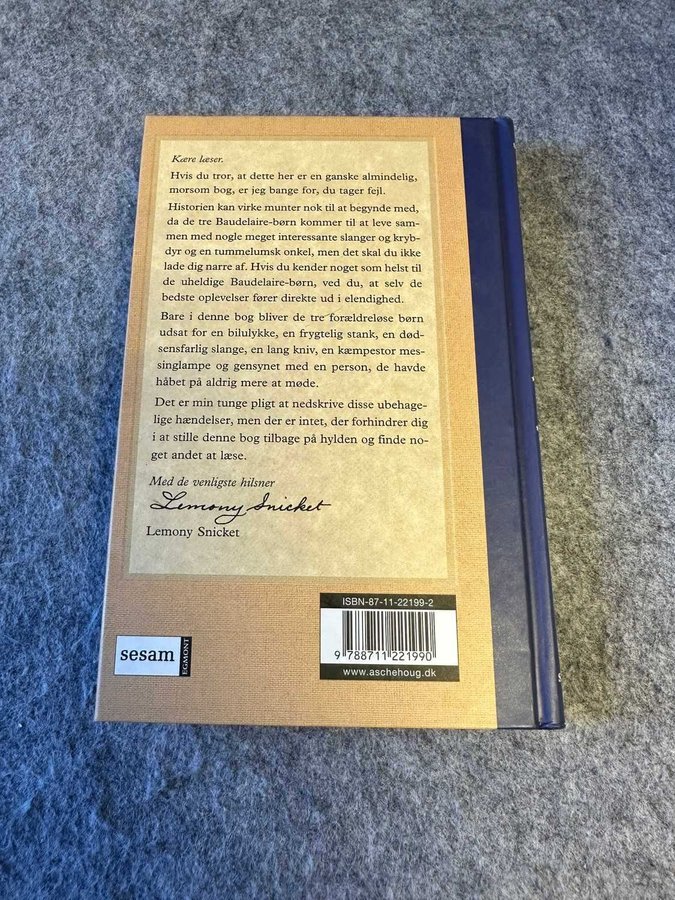 Kære læser.
Hvis du tror, at dette her er en ganske almindelig,
morsom bog, er jeg bange for, du tager fejl.
Historien kan virke munter nok til at begynde med,
da de tre Baudelaire-børn kommer til at leve sam-
men med nogle meget interessante slanger og kryb-
dyr og en tummelumsk onkel, men det skal du ikke
lade dig narre af. Hvis du kender noget som helst til
de uheldige Baudelaire-børn, ved du, at selv de
bedste oplevelser fører direkte ud i elendighed.
Bare i denne bog bliver de tre forældreløse børn
udsat for en bilulykke, en frygtelig stank, en død-
sensfarlig slange, en lang kniv, en kæmpestor mes-
singlampe og gensynet med en person, de havde
håbet på aldrig mere at møde.
Det er min tunge pligt at nedskrive disse ubehage-
lige hændelser, men der er intet, der forhindrer dig
i at stille denne bog tilbage på hylden og finde no-
get andet at læse.
Med de venligste hilsner
Lemony Snicket
Lemony Snicket
ISBN-87-11-22199-2
9 788711 221990
www.aschehoug.dk
sesam
EGMONT